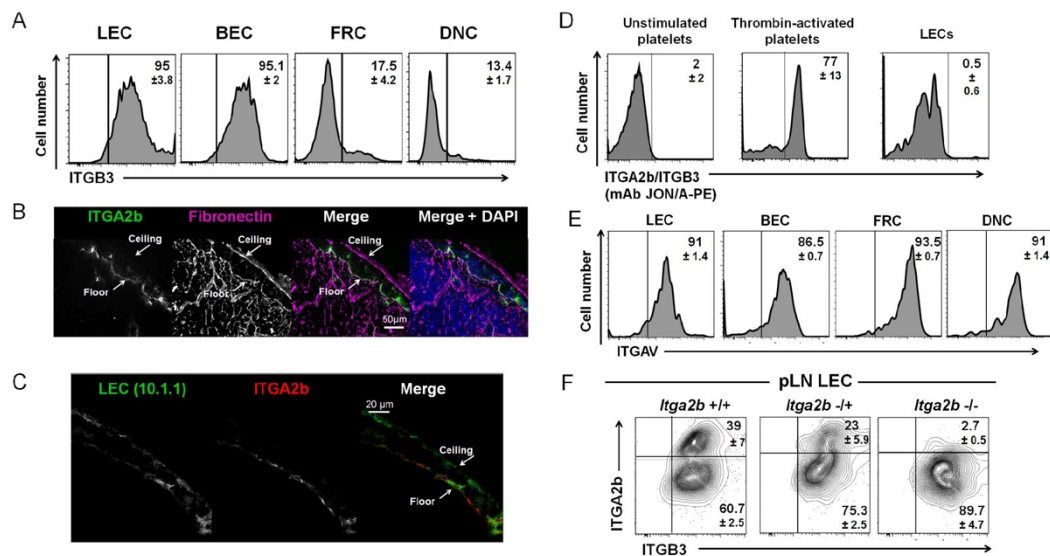 A
LEC BEC FRC DNC
95
± 3.8
95.1
± 2
17.5
± 4.2
13.4
± 1.7
Cell number
ITGB3
B
ITGA2b Fibronectin Merge Merge + DAPI
Ceiling
Floor
Ceiling
Floor
Ceiling
Floor
50µm
C
LEC (10.1.1) ITGA2b Merge
20 µm
Ceiling
Floor
D
Unstimulated
platelets
Thrombin-activated
platelets
LECs
2
± 2
77
± 13
0.5
±
0.6
Cell number
ITGA2b/ITGB3
(mAb JON/A-PE)
E
LEC BEC FRC DNC
91
± 1.4
86.5
± 0.7
93.5
± 0.7
91
± 1.4
Cell number
ITGAV
F
pLN LEC
Itga2b +/+ Itga2b -/+ Itga2b -/-
39
± 7
60.7
± 2.5
23
± 5.9
75.3
± 2.5
2.7
± 0.5
89.7
± 4.7
ITGA2b
ITGB3